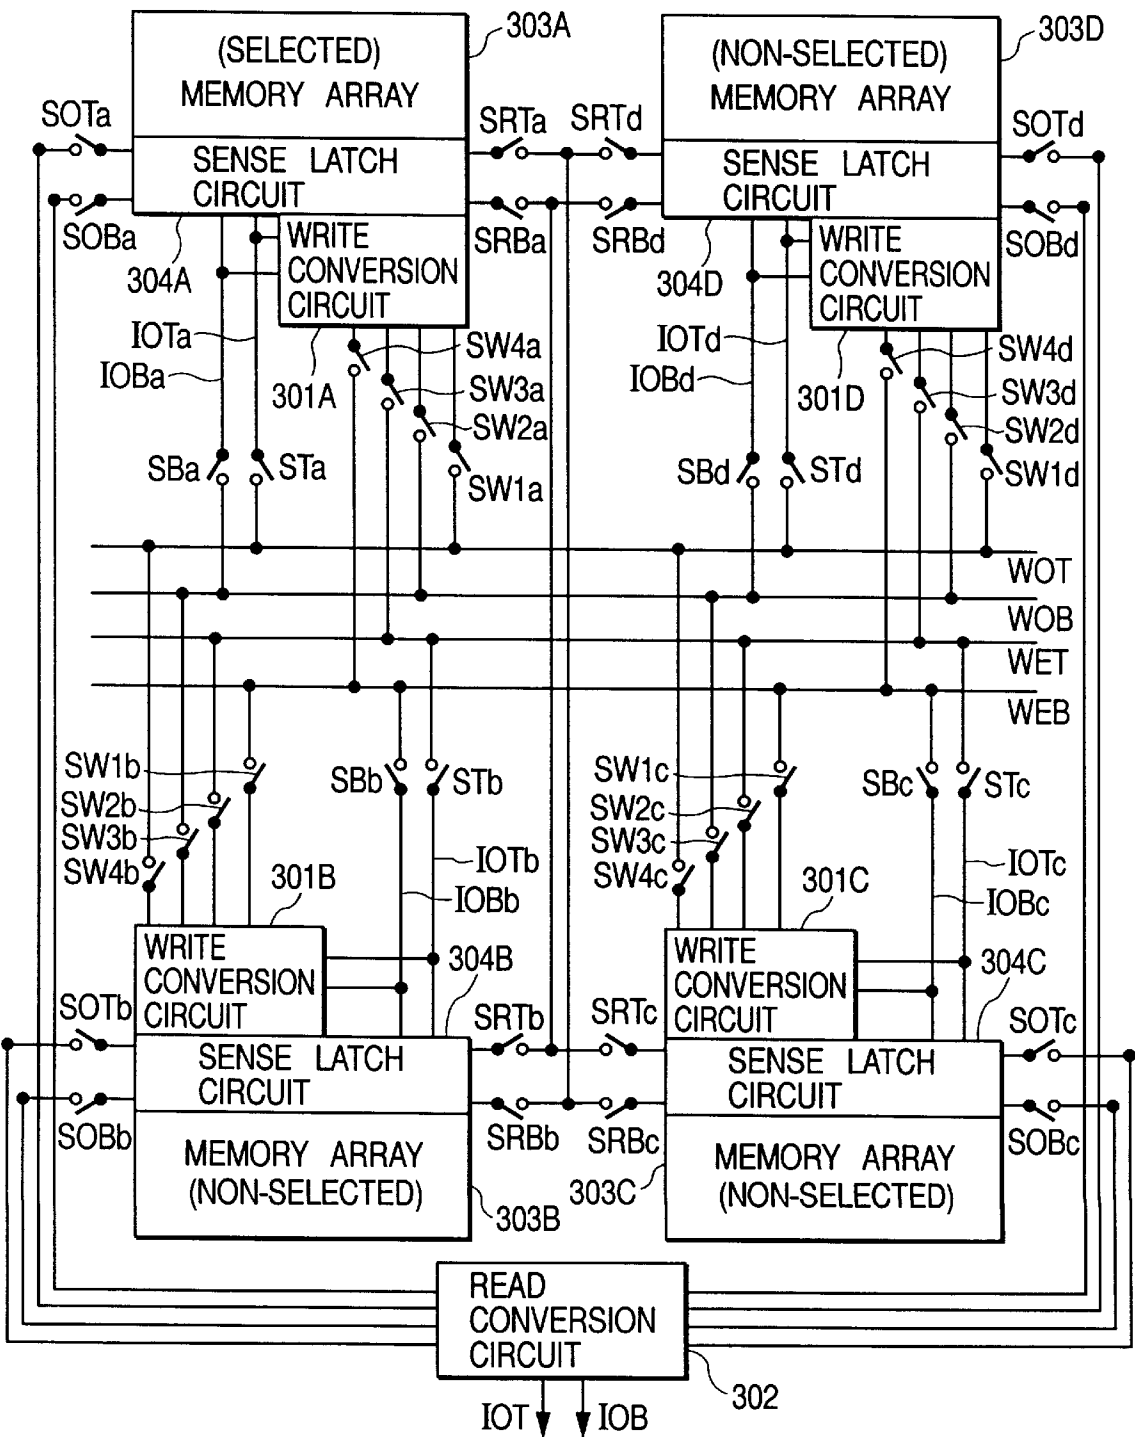 303A
303D
(SELECTED)
MEMORY ARRAY
(NON-SELECTED)
MEMORY ARRAY
SOTa
SRTa
SRTd
SOTd
SENSE LATCH
CIRCUIT
SENSE LATCH
CIRCUIT
SOBa
SRBa
SRBd
SOBd
304A
WRITE
CONVERSION
CIRCUIT
304D
WRITE
CONVERSION
CIRCUIT
IOTa
IOBa
301A
SW4a
SW3a
SW2a
SW1a
IOTd
IOBd
301D
SW4d
SW3d
SW2d
SW1d
SBa
STa
SBd
STd
WOT
WOB
WET
WEB
SW1b
SW2b
SW3b
SW4b
SBb
STb
SW1c
SW2c
SW3c
SW4c
SBc
STc
IOTb
IOBb
301B
IOTc
IOBc
301C
WRITE
CONVERSION
CIRCUIT
304B
WRITE
CONVERSION
CIRCUIT
304C
SOTb
SRTb
SRTc
SOTc
SENSE LATCH
CIRCUIT
SENSE LATCH
CIRCUIT
SOBb
SRBb
SRBc
SOBc
MEMORY ARRAY
(NON-SELECTED)
MEMORY ARRAY
(NON-SELECTED)
303B
303C
READ
CONVERSION
CIRCUIT
302
IOT
IOB